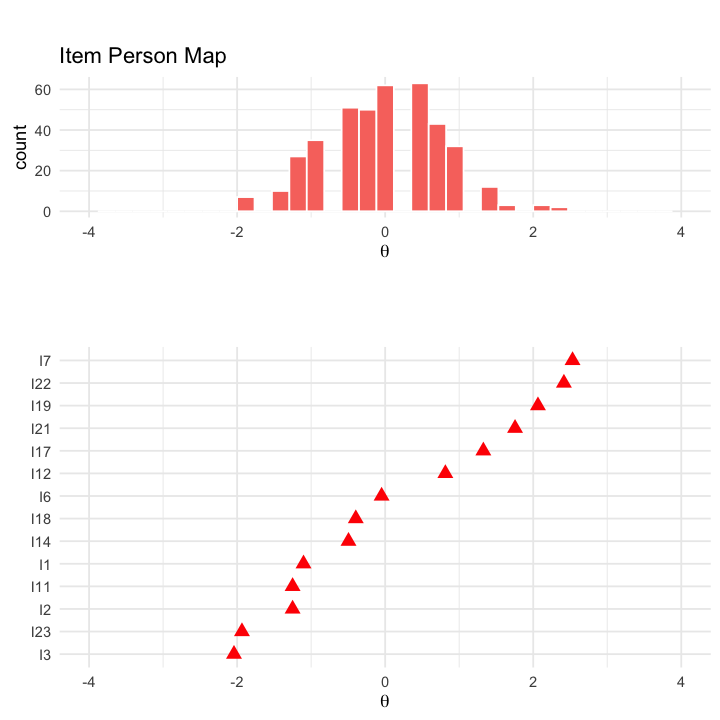 Item Person Map
count
60
40
20
0
-4 -2 0 2 4
θ
I7
I22
I19
I21
I17
I12
I6
I18
I14
I1
I11
I2
I23
I3
-4 -2 0 2 4
θ